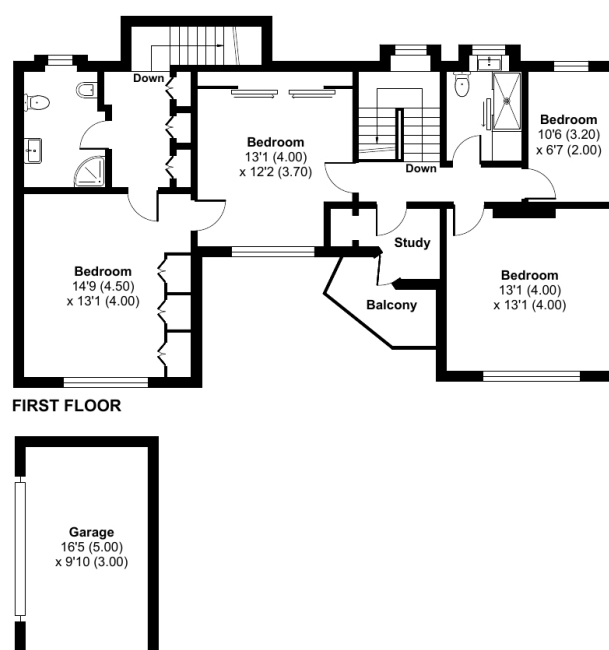 Down
Bedroom
13'1 (4.00)
x 12'2 (3.70)
Down
Bedroom
10'6 (3.20)
x 6'7 (2.00)
Bedroom
14'9 (4.50)
x 13'1 (4.00)
Study
Balcony
Bedroom
13'1 (4.00)
x 13'1 (4.00)
FIRST FLOOR
Garage
16'5 (5.00)
x 9'10 (3.00)